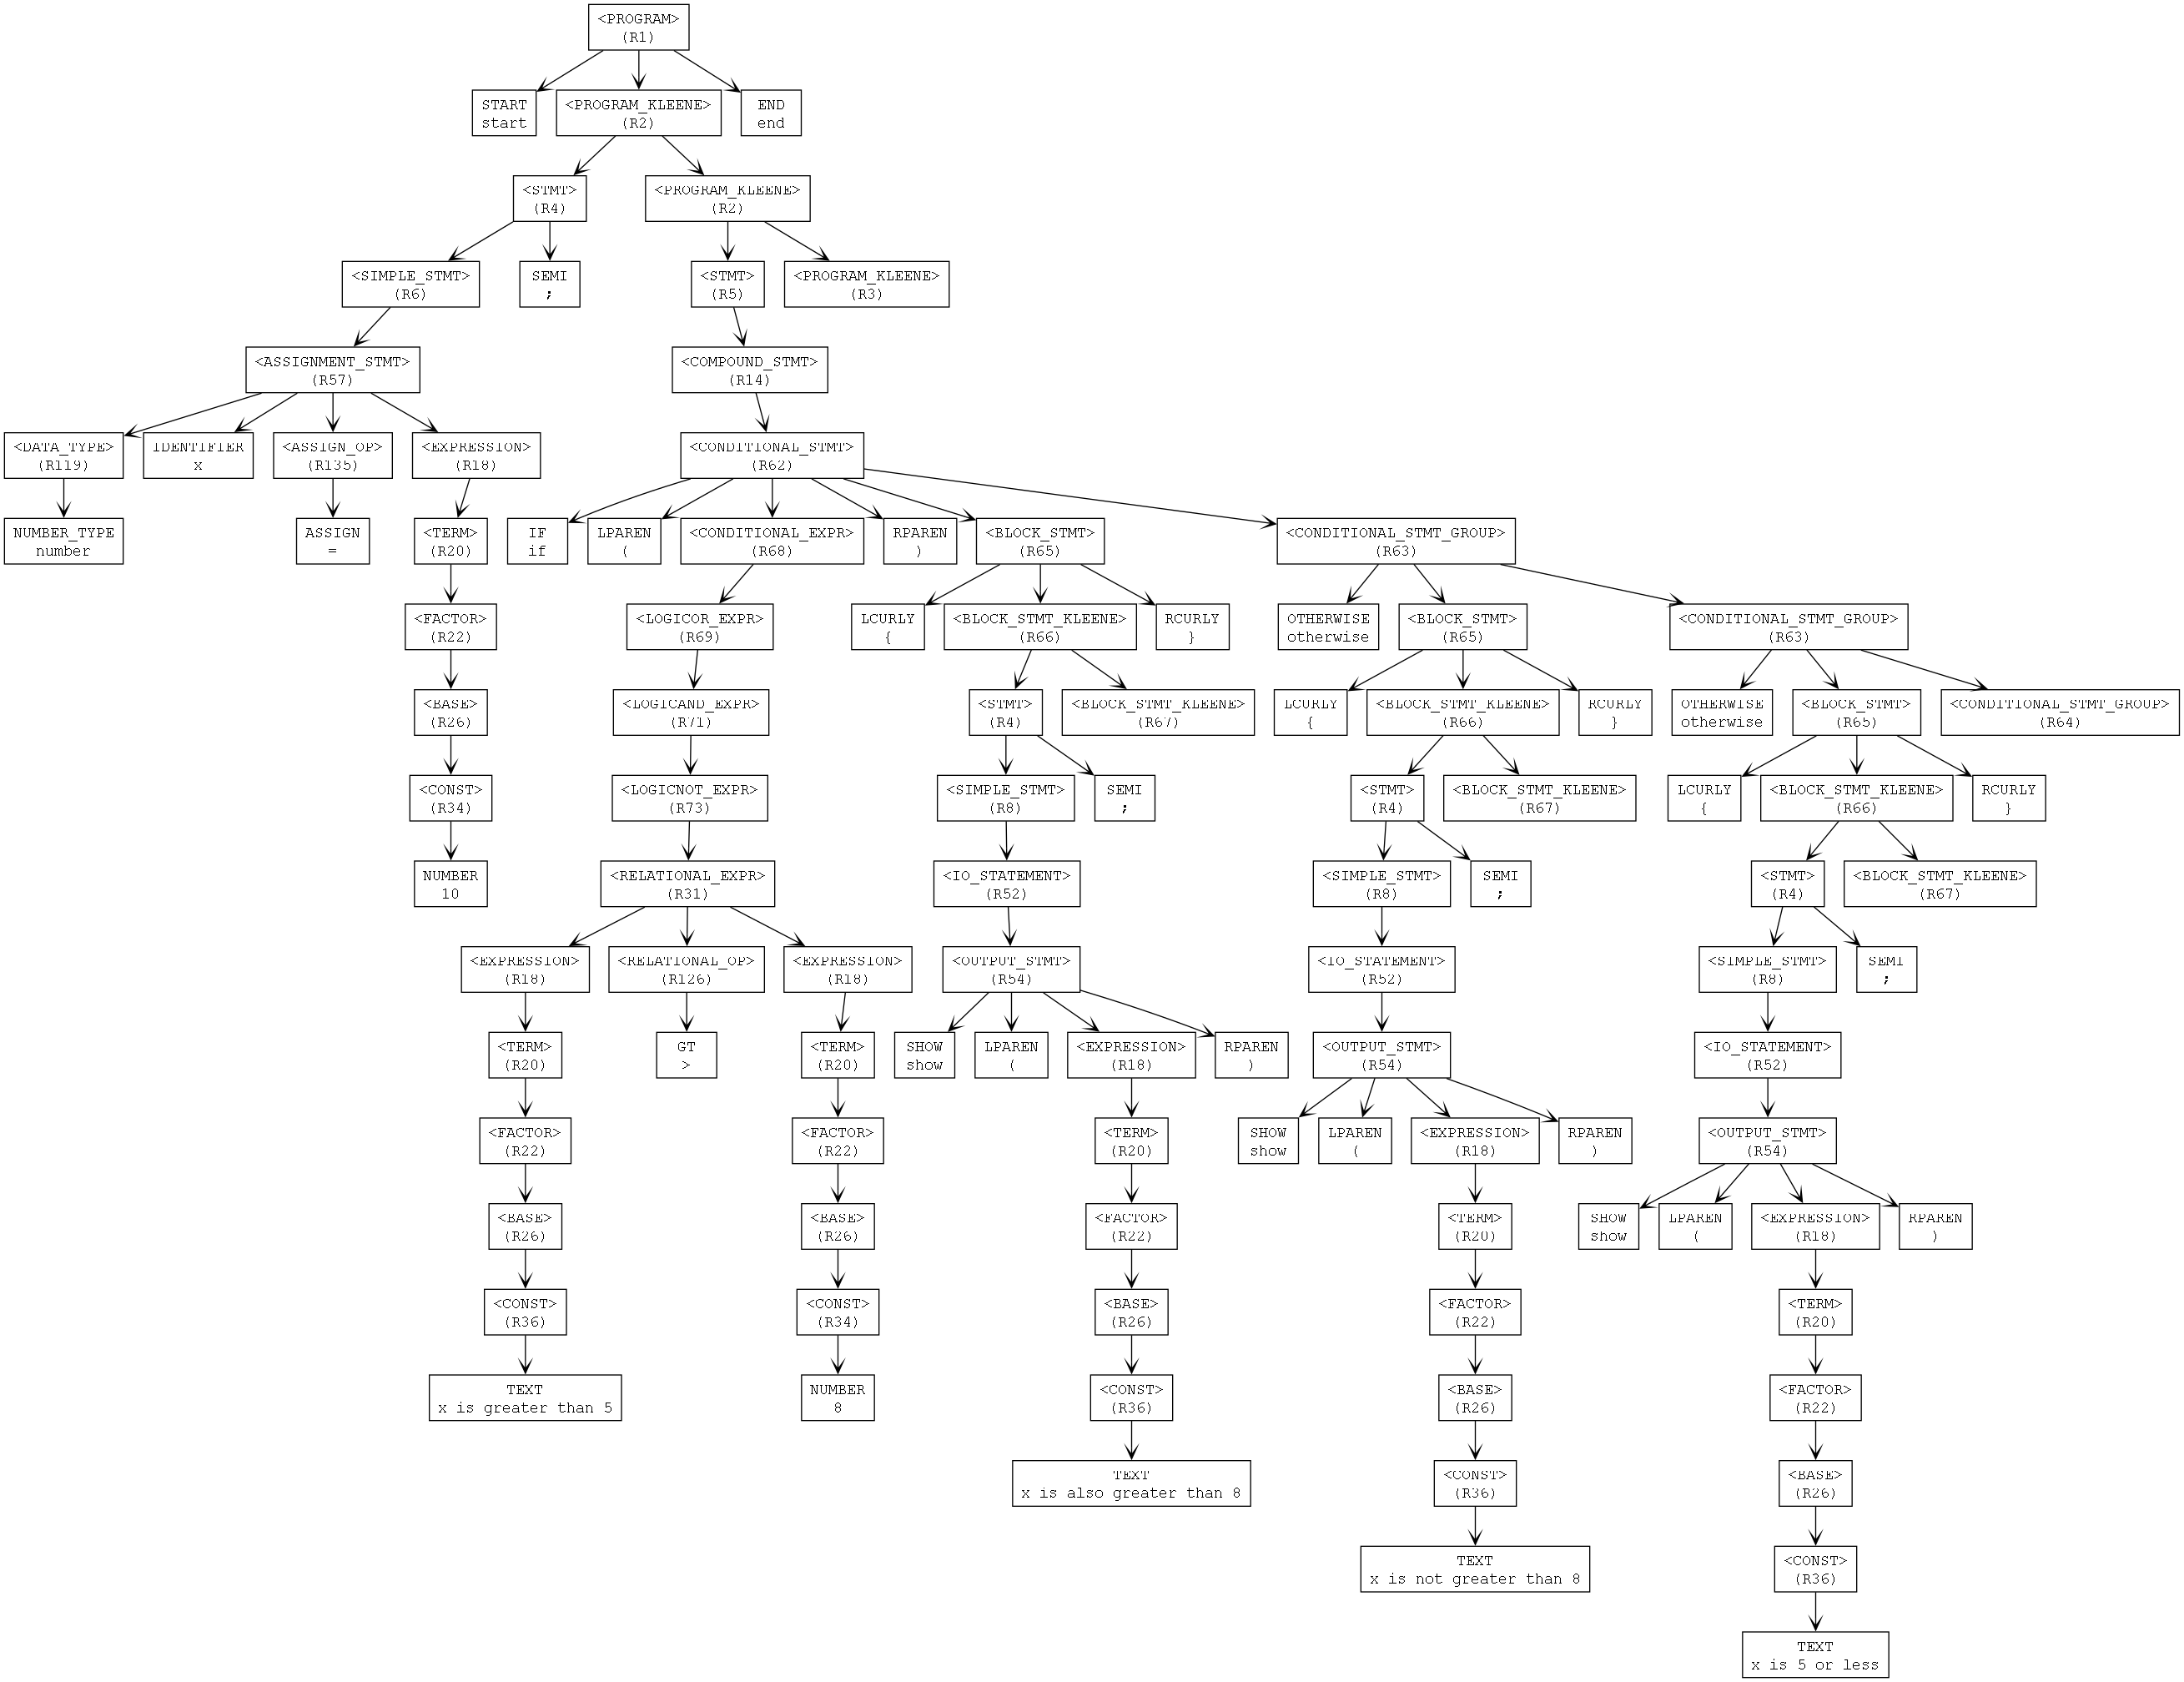 <PROGRAM>
(R1)
START
start
<PROGRAM_KLEENE>
(R2)
END
end
<STMT>
(R4)
<PROGRAM_KLEENE>
(R2)
<SIMPLE_STMT>
(R6)
SEMI
;
<STMT>
(R5)
<PROGRAM_KLEENE>
(R3)
<ASSIGNMENT_STMT>
(R57)
<COMPOUND_STMT>
(R14)
<DATA_TYPE>
(R119)
IDENTIFIER
x
<ASSIGN_OP>
(R135)
<EXPRESSION>
(R18)
<CONDITIONAL_STMT>
(R62)
NUMBER_TYPE
number
ASSIGN
=
<TERM>
(R20)
IF
if
LPAREN
(
<CONDITIONAL_EXPR>
(R68)
RPAREN
)
<BLOCK_STMT>
(R65)
<CONDITIONAL_STMT_GROUP>
(R63)
<FACTOR>
(R22)
<LOGICOR_EXPR>
(R69)
LCURLY
{
<BLOCK_STMT_KLEENE>
(R66)
RCURLY
}
OTHERWISE
otherwise
<BLOCK_STMT>
(R65)
<CONDITIONAL_STMT_GROUP>
(R63)
<BASE>
(R26)
<LOGICAND_EXPR>
(R71)
<STMT>
(R4)
<BLOCK_STMT_KLEENE>
(R67)
LCURLY
{
<BLOCK_STMT_KLEENE>
(R66)
RCURLY
}
OTHERWISE
otherwise
<BLOCK_STMT>
(R65)
<CONDITIONAL_STMT_GROUP>
(R64)
<CONST>
(R34)
<LOGICNOT_EXPR>
(R73)
<SIMPLE_STMT>
(R8)
SEMI
;
<STMT>
(R4)
<BLOCK_STMT_KLEENE>
(R67)
LCURLY
{
<BLOCK_STMT_KLEENE>
(R66)
RCURLY
}
NUMBER
10
<RELATIONAL_EXPR>
(R31)
<IO_STATEMENT>
(R52)
<SIMPLE_STMT>
(R8)
SEMI
;
<STMT>
(R4)
<BLOCK_STMT_KLEENE>
(R67)
<EXPRESSION>
(R18)
<RELATIONAL_OP>
(R126)
<EXPRESSION>
(R18)
<OUTPUT_STMT>
(R54)
<IO_STATEMENT>
(R52)
<SIMPLE_STMT>
(R8)
SEMI
;
<TERM>
(R20)
GT
>
<TERM>
(R20)
SHOW
show
LPAREN
(
<EXPRESSION>
(R18)
RPAREN
)
<OUTPUT_STMT>
(R54)
<IO_STATEMENT>
(R52)
<FACTOR>
(R22)
<FACTOR>
(R22)
<TERM>
(R20)
SHOW
show
LPAREN
(
<EXPRESSION>
(R18)
RPAREN
)
<OUTPUT_STMT>
(R54)
<BASE>
(R26)
<BASE>
(R26)
<FACTOR>
(R22)
<TERM>
(R20)
SHOW
show
LPAREN
(
<EXPRESSION>
(R18)
RPAREN
)
<CONST>
(R36)
<CONST>
(R34)
<BASE>
(R26)
<FACTOR>
(R22)
<TERM>
(R20)
TEXT
x is greater than 5
NUMBER
8
<CONST>
(R36)
<BASE>
(R26)
<FACTOR>
(R22)
TEXT
x is also greater than 8
<CONST>
(R36)
<BASE>
(R26)
TEXT
x is not greater than 8
<CONST>
(R36)
TEXT
x is 5 or less